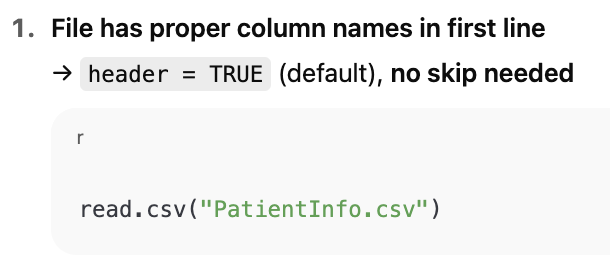 1. File has proper column names in first line
→ header = TRUE (default), no skip needed
r
read.csv("PatientInfo.csv")